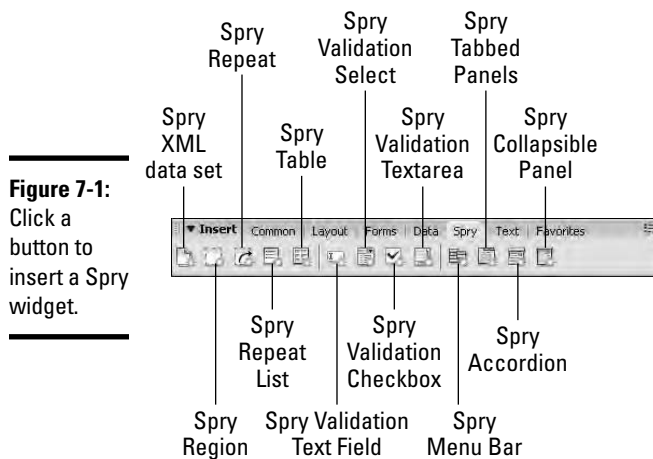 Spry
Repeat
Spry
Validation
Select
Spry
Tabbed
Panels
Spry
XML
data set
Spry
Table
Spry
Validation
Textarea
Spry
Collapsible
Panel
Figure 7-1:
Click a
button to
insert a Spry
widget.
▼ Insert Common Layout Forms Data Spry Text Favorites
Spry
Repeat
List
Spry
Validation
Checkbox
Spry
Accordion
Spry
Region
Spry Validation
Text Field
Spry
Menu Bar